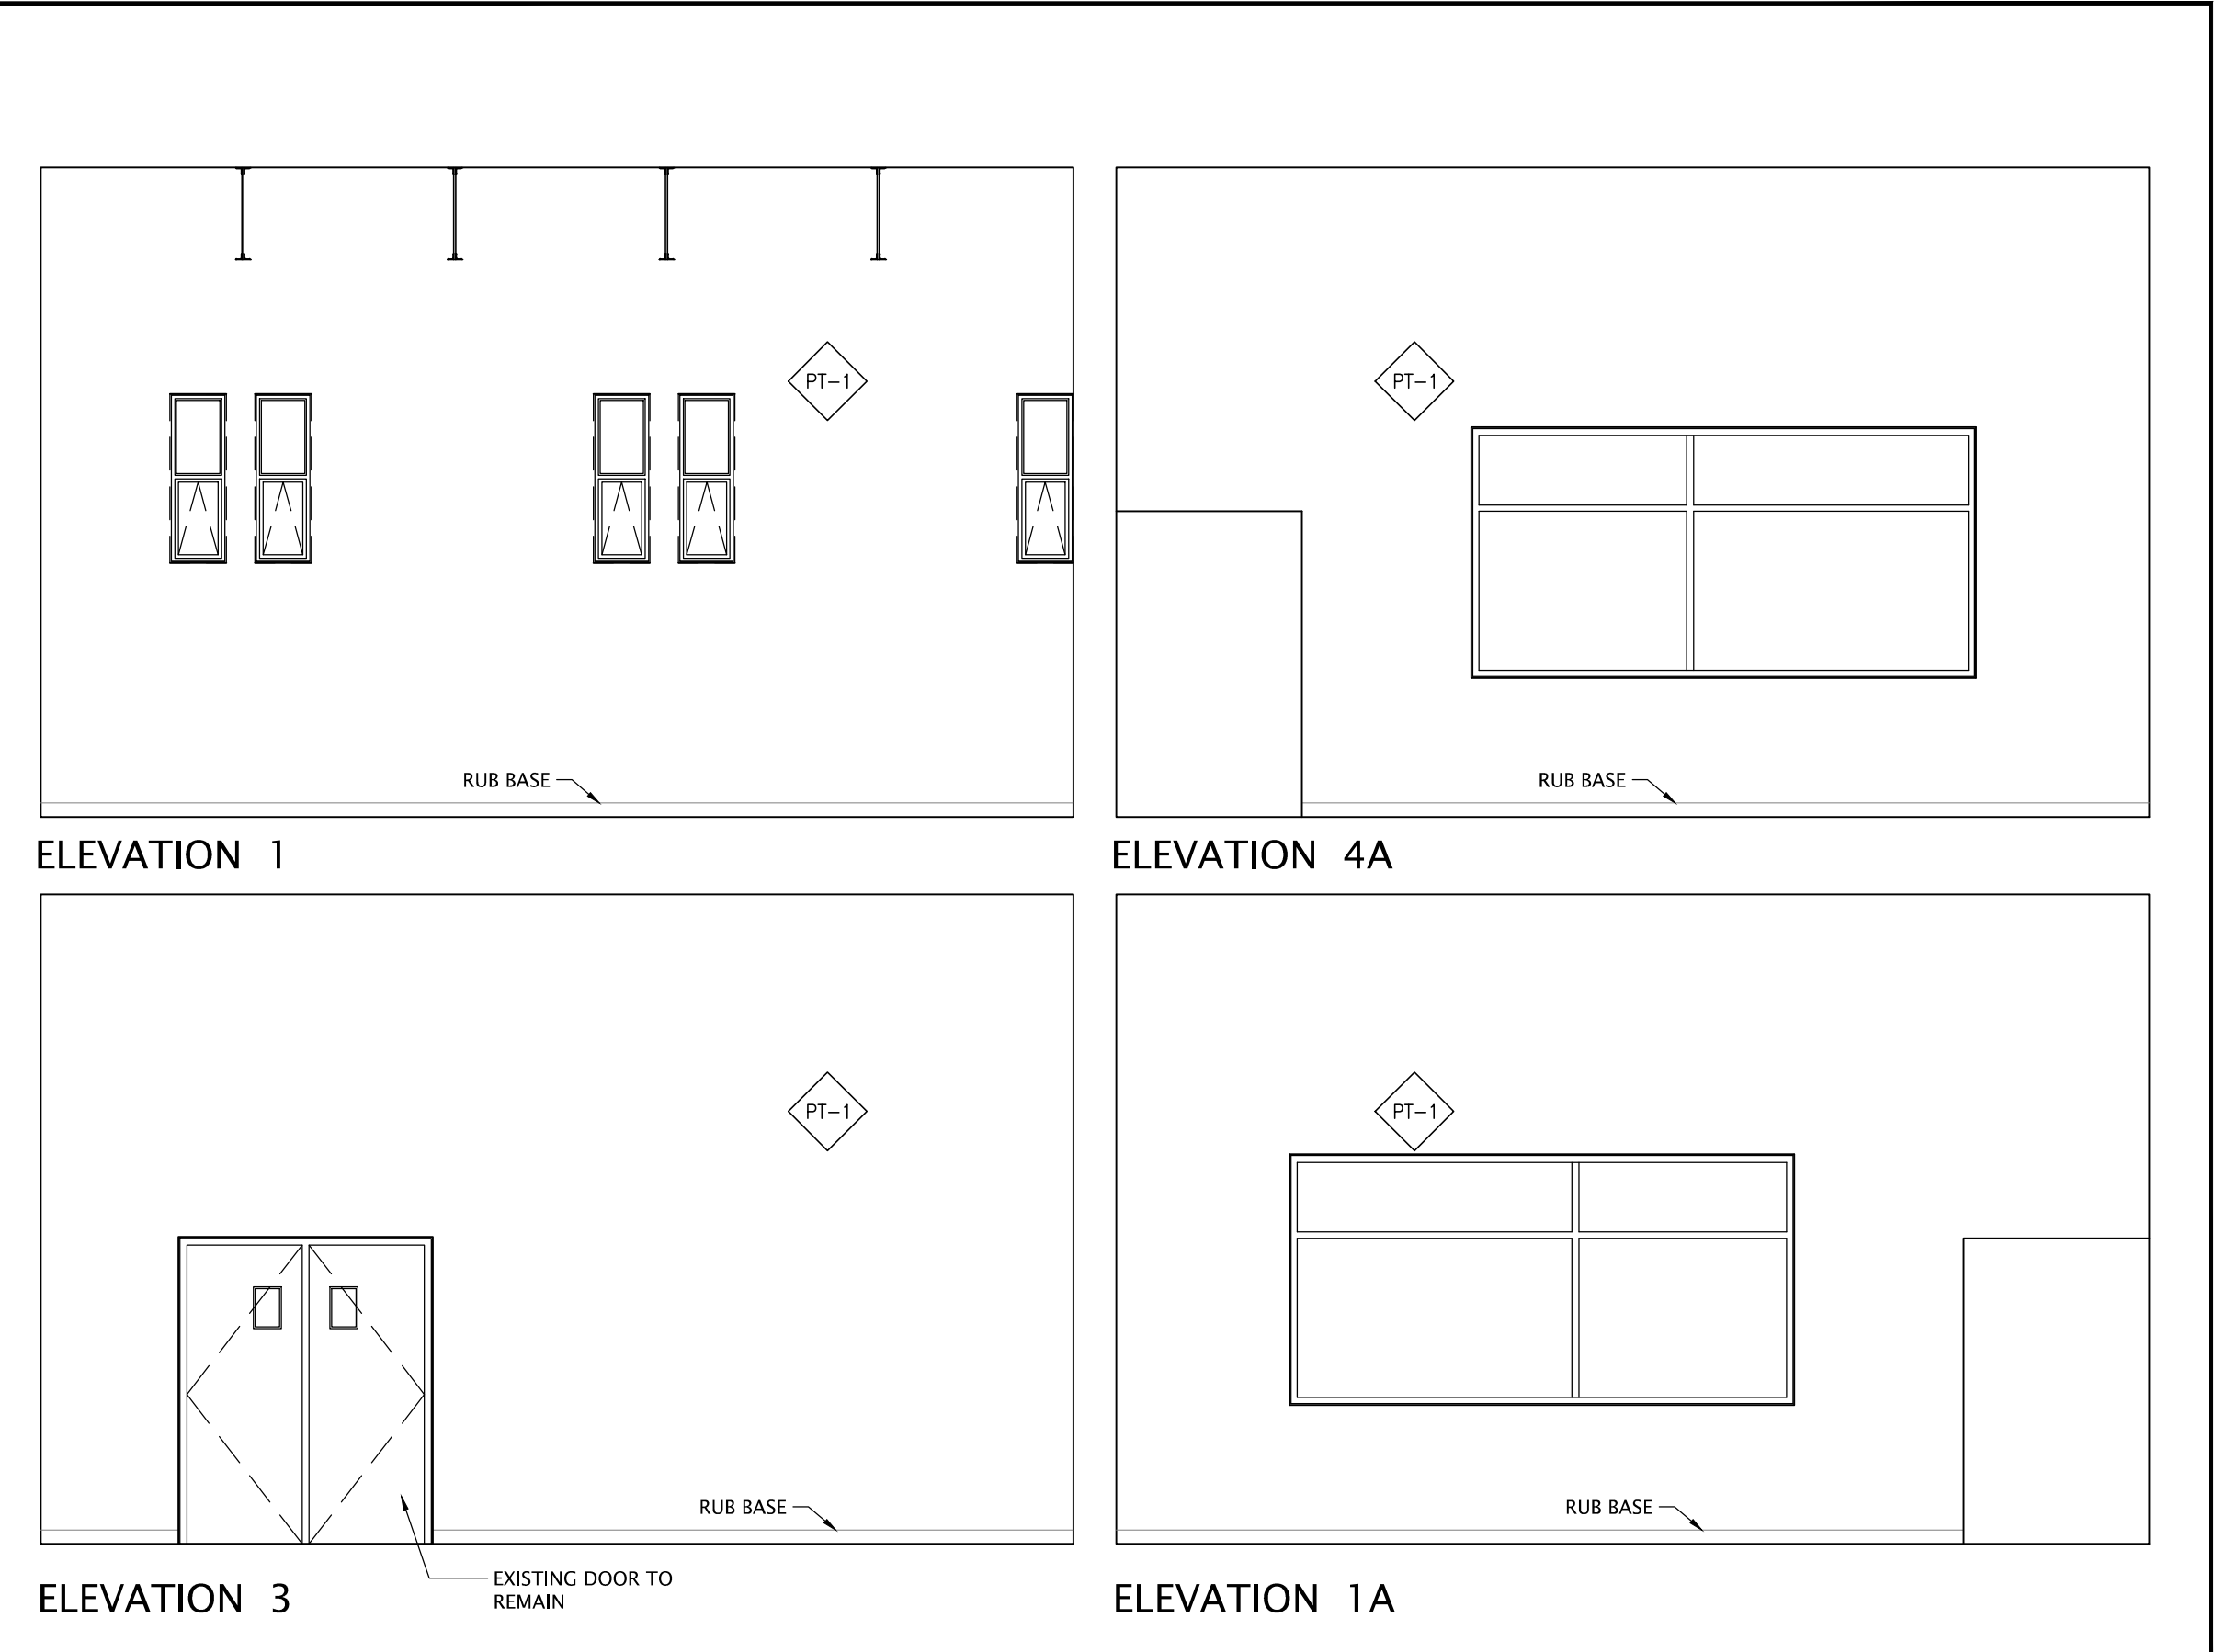 PT-1
RUB BASE
ELEVATION 1
PT-1
RUB BASE
ELEVATION 4A
PT-1
RUB BASE
EXISTING DOOR TO
REMAIN
ELEVATION 3
PT-1
RUB BASE
ELEVATION 1A